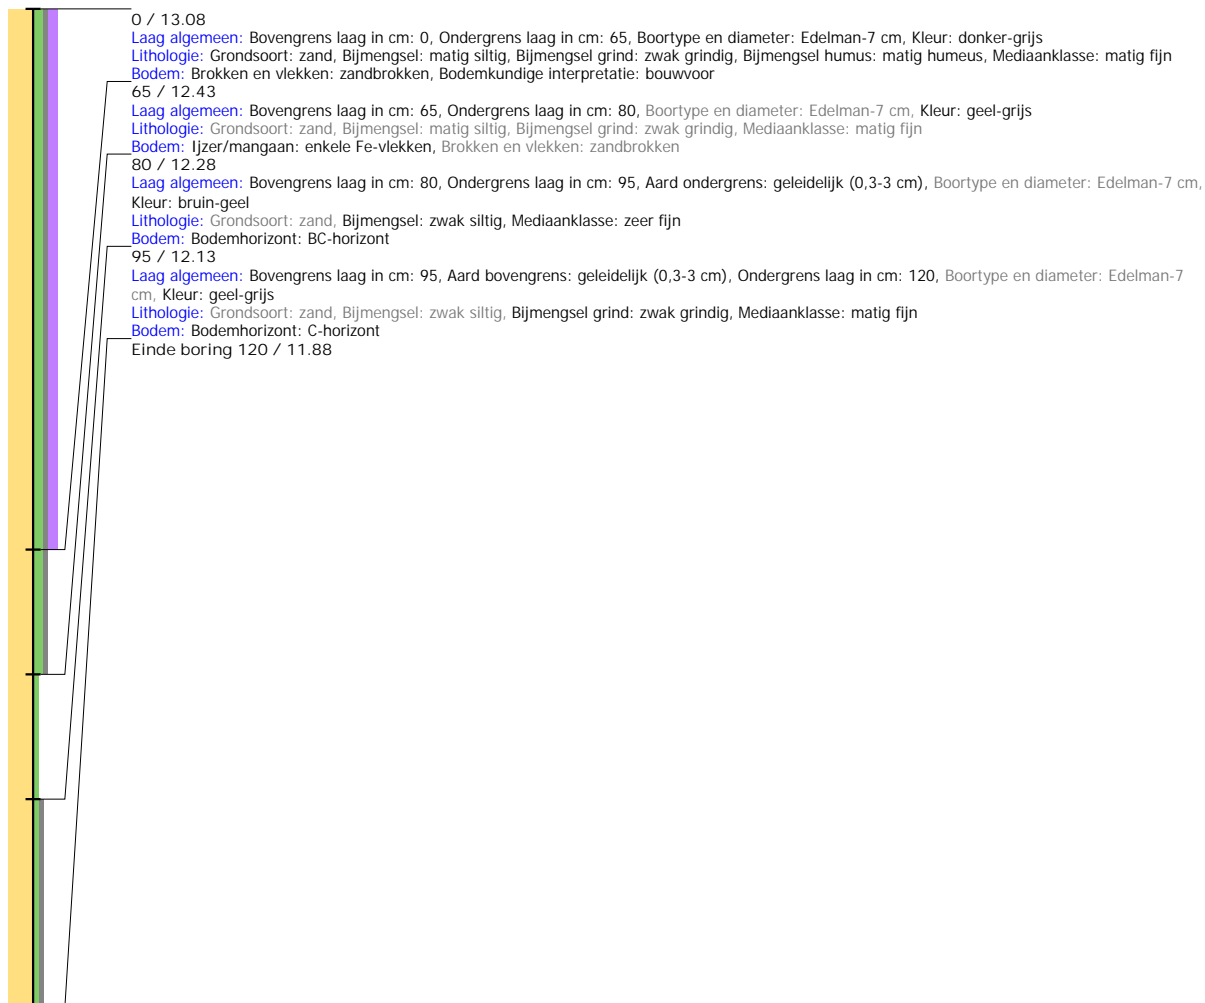 0 / 13.08
Laag algemeen: Bovengrens laag in cm: 0, Ondergrens laag in cm: 65, Boortype en diameter: Edelman-7 cm, Kleur: donker-grijs
Lithologie: Grondsoort: zand, Bijmengsel: matig siltig, Bijmengsel grind: zwak grindig, Bijmengsel humus: matig humeus, Mediaanklasse: matig fijn
Bodem: Brokken en vlekken: zandbrokken, Bodemkundige interpretatie: bouwvoor
65 / 12.43
Laag algemeen: Bovengrens laag in cm: 65, Ondergrens laag in cm: 80, Boortype en diameter: Edelman-7 cm, Kleur: geel-grijs
Lithologie: Grondsoort: zand, Bijmengsel: matig siltig, Bijmengsel grind: zwak grindig, Mediaanklasse: matig fijn
Bodem: Ijzer/mangaan: enkele Fe-vlekken, Brokken en vlekken: zandbrokken
80 / 12.28
Laag algemeen: Bovengrens laag in cm: 80, Ondergrens laag in cm: 95, Aard ondergrens: geleidelijk (0,3-3 cm), Boortype en diameter: Edelman-7 cm,
Kleur: bruin-geel
Lithologie: Grondsoort: zand, Bijmengsel: zwak siltig, Mediaanklasse: zeer fijn
Bodem: Bodemhorizont: BC-horizont
95 / 12.13
Laag algemeen: Bovengrens laag in cm: 95, Aard bovengrens: geleidelijk (0,3-3 cm), Ondergrens laag in cm: 120, Boortype en diameter: Edelman-7
cm, Kleur: geel-grijs
Lithologie: Grondsoort: zand, Bijmengsel: zwak siltig, Bijmengsel grind: zwak grindig, Mediaanklasse: matig fijn
Bodem: Bodemhorizont: C-horizont
Einde boring 120 / 11.88